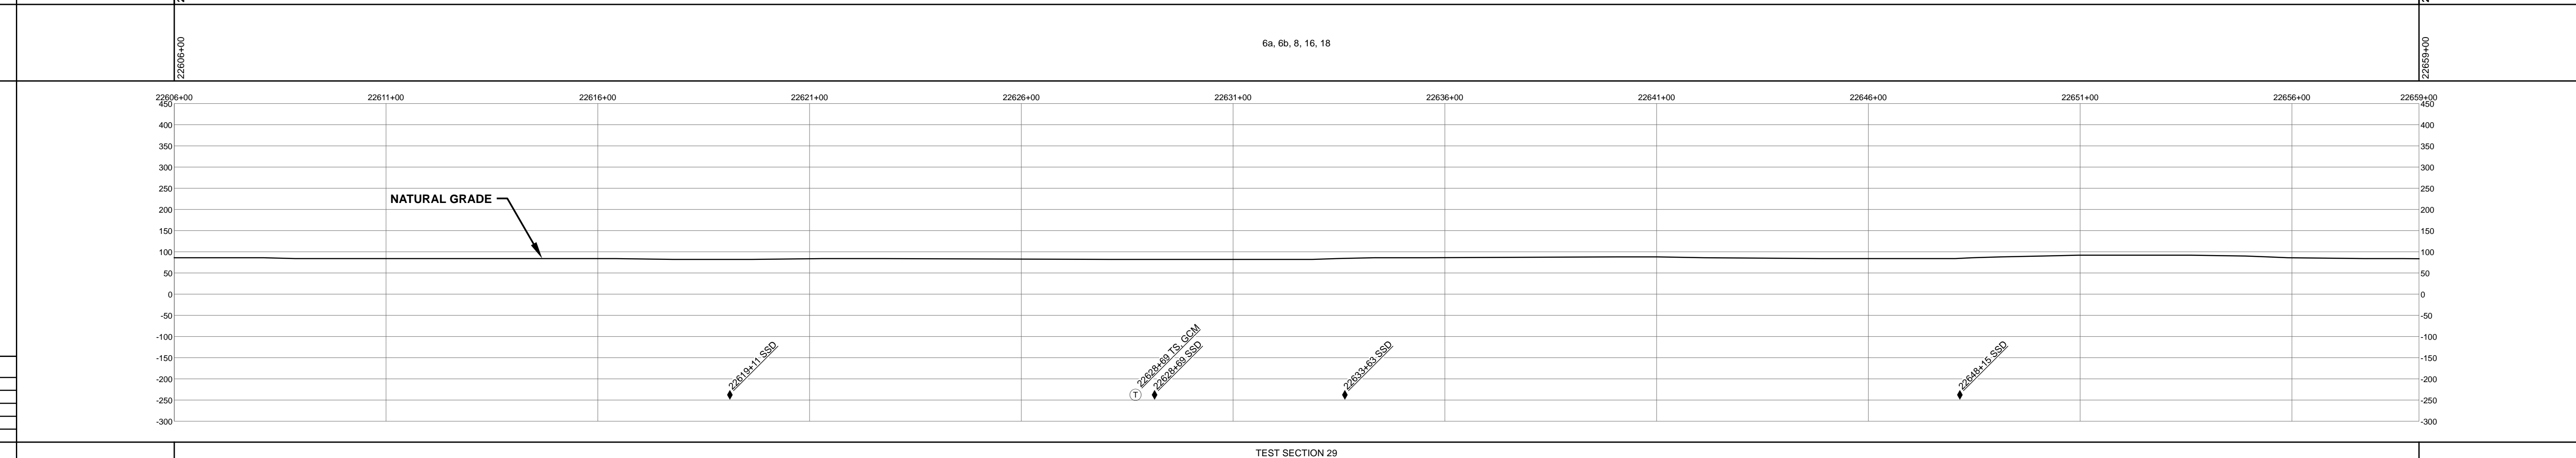 6a, 6b, 8, 16, 18
22606+00
22659+00
22606+00 22611+00 22616+00 22621+00 22626+00 22631+00 22636+00 22641+00 22646+00 22651+00 22656+00 22659+00
450 450
400 400
350 350
300 300
250 250
NATURAL GRADE
200 200
150 150
100 100
50 50
0 0
-50 -50
-100 -100
-150 -150
-200 -200
-250 -250
-300 -300
22619+11 SSD
22628+69 TS, GCM
22628+69 SSD
T
22633+63 SSD
22648+15 SSD
TEST SECTION 29